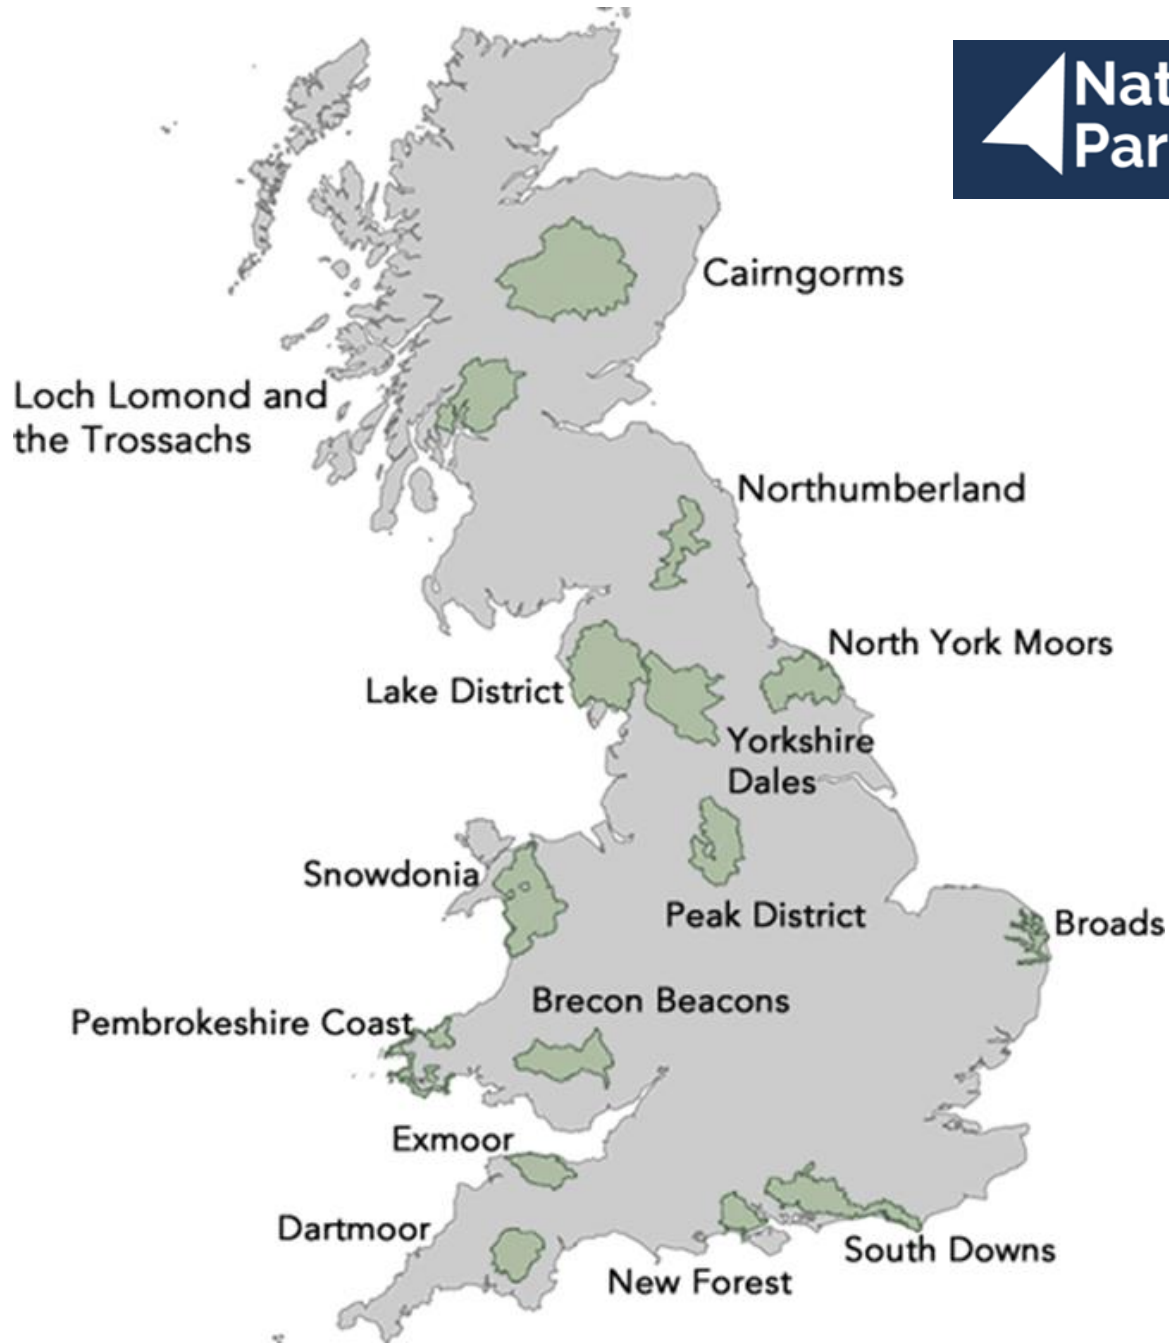 Nat
Par
Cairngorms
Loch Lomond and
the Trossachs
Northumberland
North York Moors
Lake District
Yorkshire
Dales
Snowdonia
Peak District
Broads
Brecon Beacons
Pembrokeshire Coast
Exmoor
Dartmoor
South Downs
New Forest